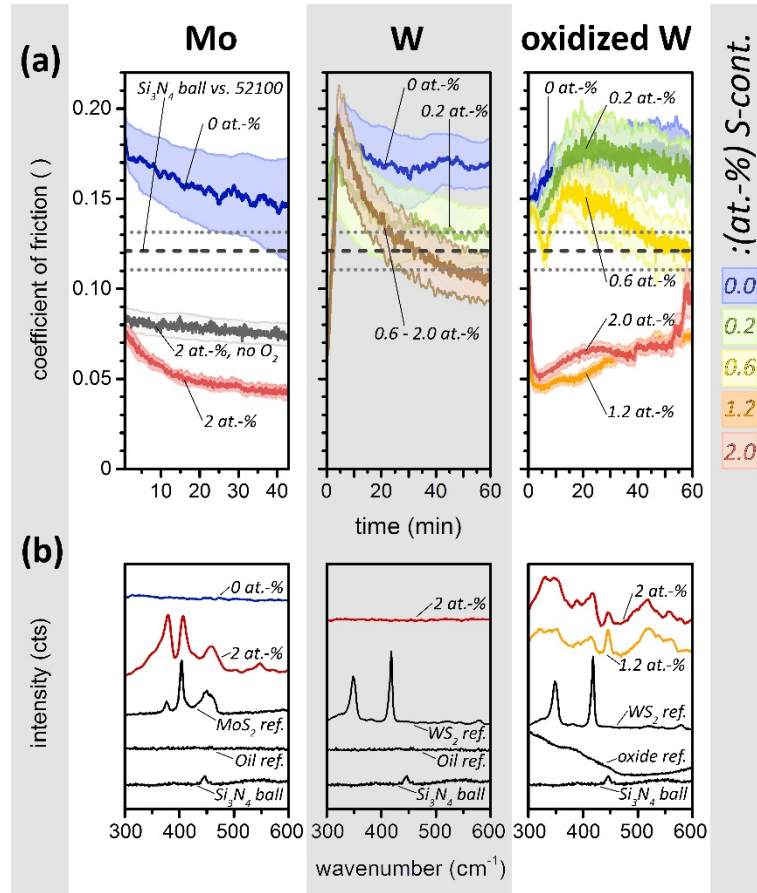 Mo W oxidized W
(a)
Si3N4 ball vs. 52100
0 at.-%
2 at.-%, no O2
2 at.-%
0 at.-%
0.2 at.-%
0.6 - 2.0 at.-%
0 at.-%
0.2 at.-%
0.6 at.-%
2.0 at.-%
1.2 at.-%
coefficient of friction ( )
0.20
0.15
0.10
0.05
0
10 20 30 40
0 20 40 60
0 10 20 30 40 50 60
time (min)
:(at.-%) S-cont.
0.0
0.2
0.6
1.2
2.0
(b)
intensity (cts)
0 at.-%
2 at.-%
MoS2 ref.
Oil ref.
Si3N4 ball
2 at.-%
WS2 ref.
Oil ref.
Si3N4 ball
2 at.-%
1.2 at.-%
WS2 ref.
oxide ref.
Si3N4 ball
300 400 500 600
300 400 500 600
300 400 500 600
wavenumber (cm-1)